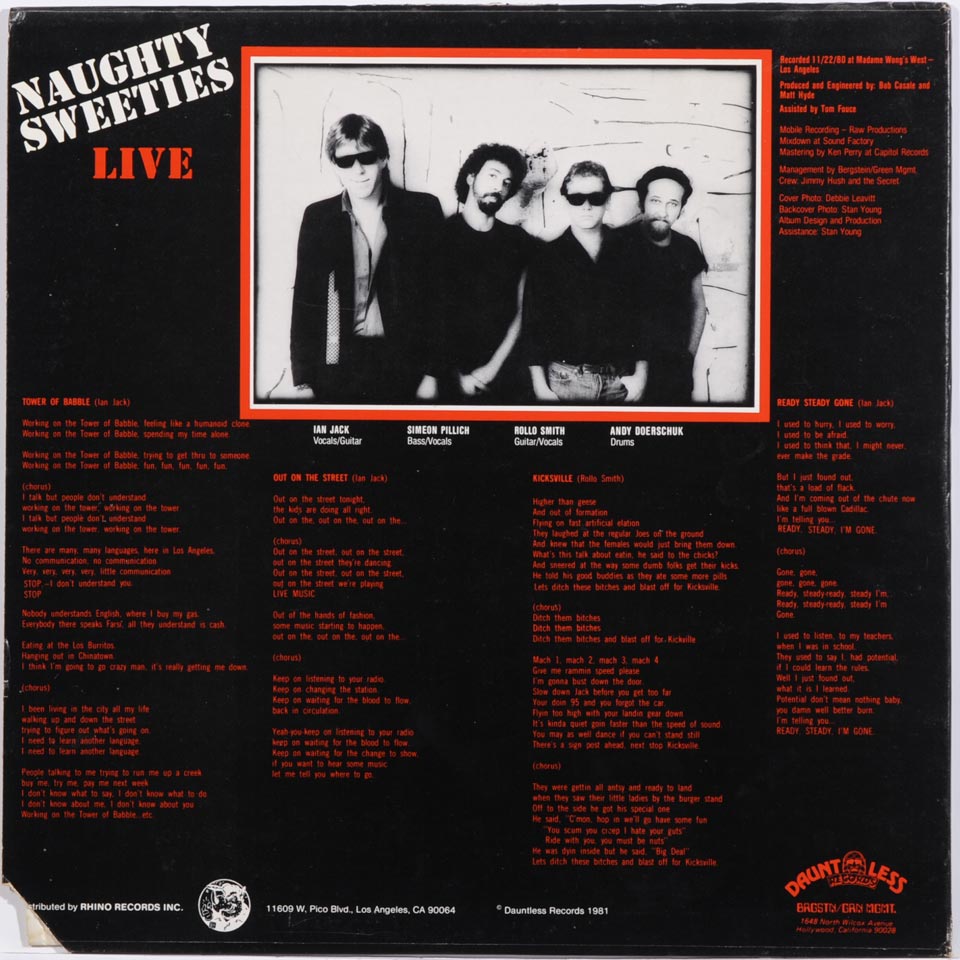 NAUGHTY
SWEETIES
LIVE
Recorded 11/22/80 at Madame Wong's West –
Los Angeles
Produced and Engineered by: Bob Casale and
Matt Hyde
Assisted by Tom Fouce
Mobile Recording – Raw Productions
Mixdown at Sound Factory
Mastering by Ken Perry at Capitol Records
Management by Bergstein/Green Mgmt.
Crew: Jimmy Hush and the Secret
Cover Photo: Debbie Leavitt
Backcover Photo: Stan Young
Album Design and Production
Assistance: Stan Young
IAN JACK
Vocals/Guitar
SIMEON PILLICH
Bass/Vocals
ROLLO SMITH
Guitar/Vocals
ANDY DOERSCHUK
Drums
TOWER OF BABBLE (Ian Jack)
Working on the Tower of Babble, feeling like a humanoid clone.
Working on the Tower of Babble, spending my time alone.
Working on the Tower of Babble, trying to get thru to someone.
Working on the Tower of Babble, fun, fun, fun, fun, fun.
(chorus)
I talk but people don't understand
working on the tower, working on the tower
I talk but people don't understand
working on the tower, working on the tower.
There are many, many languages, here in Los Angeles.
No communication, no communication
Very, very, very, very, little communication
STOP – I don't understand you.
STOP
Nobody understands English, where I buy my gas.
Everybody there speaks Farsi, all they understand is cash.
Eating at the Los Burritos.
Hanging out in Chinatown.
I think I'm going to go crazy man, it's really getting me down.
(chorus)
I been living in the city all my life
walking up and down the street
trying to figure out what's going on.
I need to learn another language.
I need to learn another language
People talking to me trying to run me up a creek
buy me, try me, pay me next week
I don't know what to say, I don't know what to do
I don't know about me, I don't know about you
Working on the Tower of Babble...etc.
OUT ON THE STREET (Ian Jack)
Out on the street tonight,
the kids are doing all right.
Out on the, out on the, out on the...
(chorus)
Out on the street, out on the street,
out on the street they're dancing.
Out on the street, out on the street,
out on the street we're playing
LIVE MUSIC
Out of the hands of fashion,
some music starting to happen,
out on the, out on the, out on the...
(chorus)
Keep on listening to your radio.
Keep on changing the station.
Keep on waiting for the blood to flow,
back in circulation.
Yeah-you-keep on listening to your radio
keep on waiting for the blood to flow.
Keep on waiting for the change to show,
if you want to hear some music
let me tell you where to go.
KICKSVILLE (Rollo Smith)
Higher than geese
And out of formation
Flying on fast artificial elation
They laughed at the regular Joes off the ground
And knew that the females would just bring them down.
What's this talk about eatin, he said to the chicks?
And sneered at the way some dumb folks get their kicks.
He told his good buddies as they ate some more pills
Lets ditch these bitches and blast off for Kicksville.
(chorus)
Ditch them bitches
Ditch them bitches
Ditch them bitches and blast off for Kickville
Mach 1, mach 2, mach 3, mach 4
Give me rammin speed please
I'm gonna bust down the door.
Slow down Jack before you get too far
Your doin 95 and you forgot the car.
Flyin too high with your landin gear down
It's kinda quiet goin faster than the speed of sound.
You may as well dance if you can't stand still
There's a sign post ahead, next stop Kicksville.
(chorus)
They were gettin all antsy and ready to land
when they saw their little ladies by the burger stand
Off to the side he got his special one
He said, "C'mon, hop in we'll go have some fun
"You scum you creep I hate your guts"
Ride with you, you must be nuts"
He was dyin inside but he said, "Big Deal"
Lets ditch these bitches and blast off for Kicksville.
READY STEADY GONE (Ian Jack)
I used to hurry, I used to worry,
I used to be afraid.
I used to think that, I might never,
ever make the grade.
But I just found out,
that's a load of flack.
And I'm coming out of the chute now
like a full blown Cadillac.
I'm telling you...
READY, STEADY, I'M GONE.
(chorus)
Gone, gone,
gone, gone, gone.
Ready, steady-ready, steady I'm.
Ready, steady-ready, steady I'm
Gone.
I used to listen, to my teachers,
when I was in school.
They used to say I, had potential,
if I could learn the rules.
Well I just found out,
what it is I learned.
Potential don't mean nothing baby,
you damn well better burn.
I'm telling you...
READY, STEADY, I'M GONE.
stributed by RHINO RECORDS INC.
11609 W. Pico Blvd., Los Angeles, CA 90064
© Dauntless Records 1981
DAUNTLESS
RECORDS
BRGSTN/GRN MGMT.
1648 North Wilcox Avenue
Hollywood, California 90028